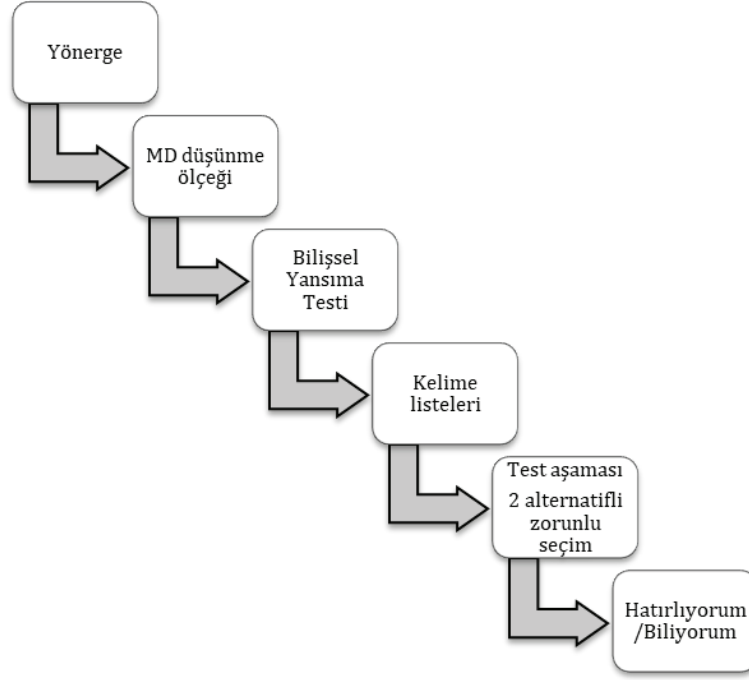 Yönerge
MD düşünme
ölçeği
Bilişsel
Yansıma
Testi
Kelime
listeleri
Test aşaması
2 alternatifli
zorunlu
seçim
Hatırlıyorum
/Biliyorum